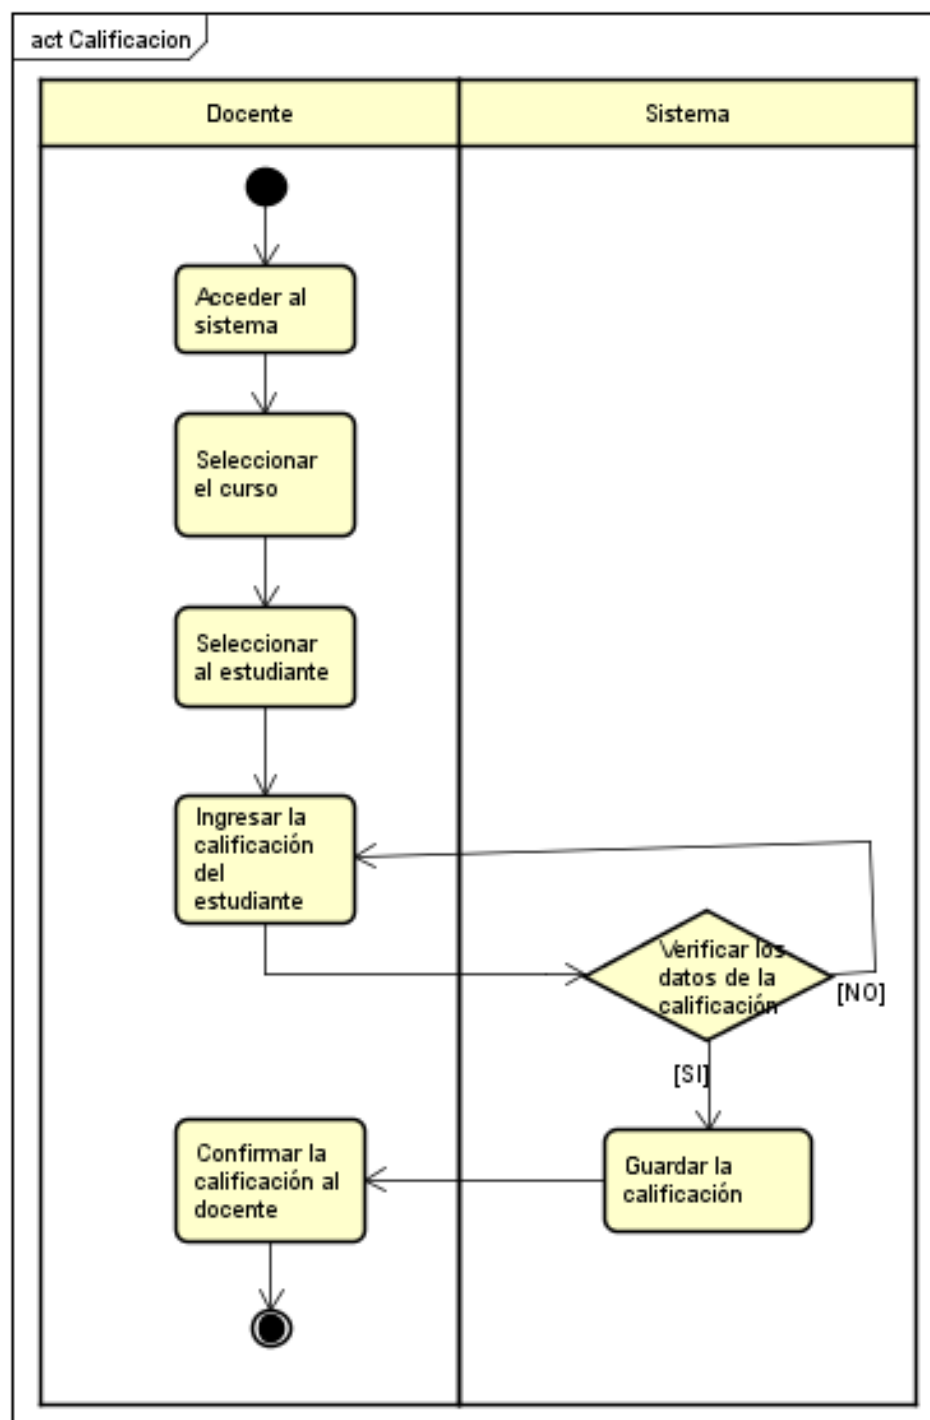 act Calificacion
Docente
Sistema
Acceder al
sistema
Seleccionar
el curso
Seleccionar
al estudiante
Ingresar la
calificación
del
estudiante
Verificar los
datos de la
calificación
[NO]
[SI]
Guardar la
calificación
Confirmar la
calificación al
docente